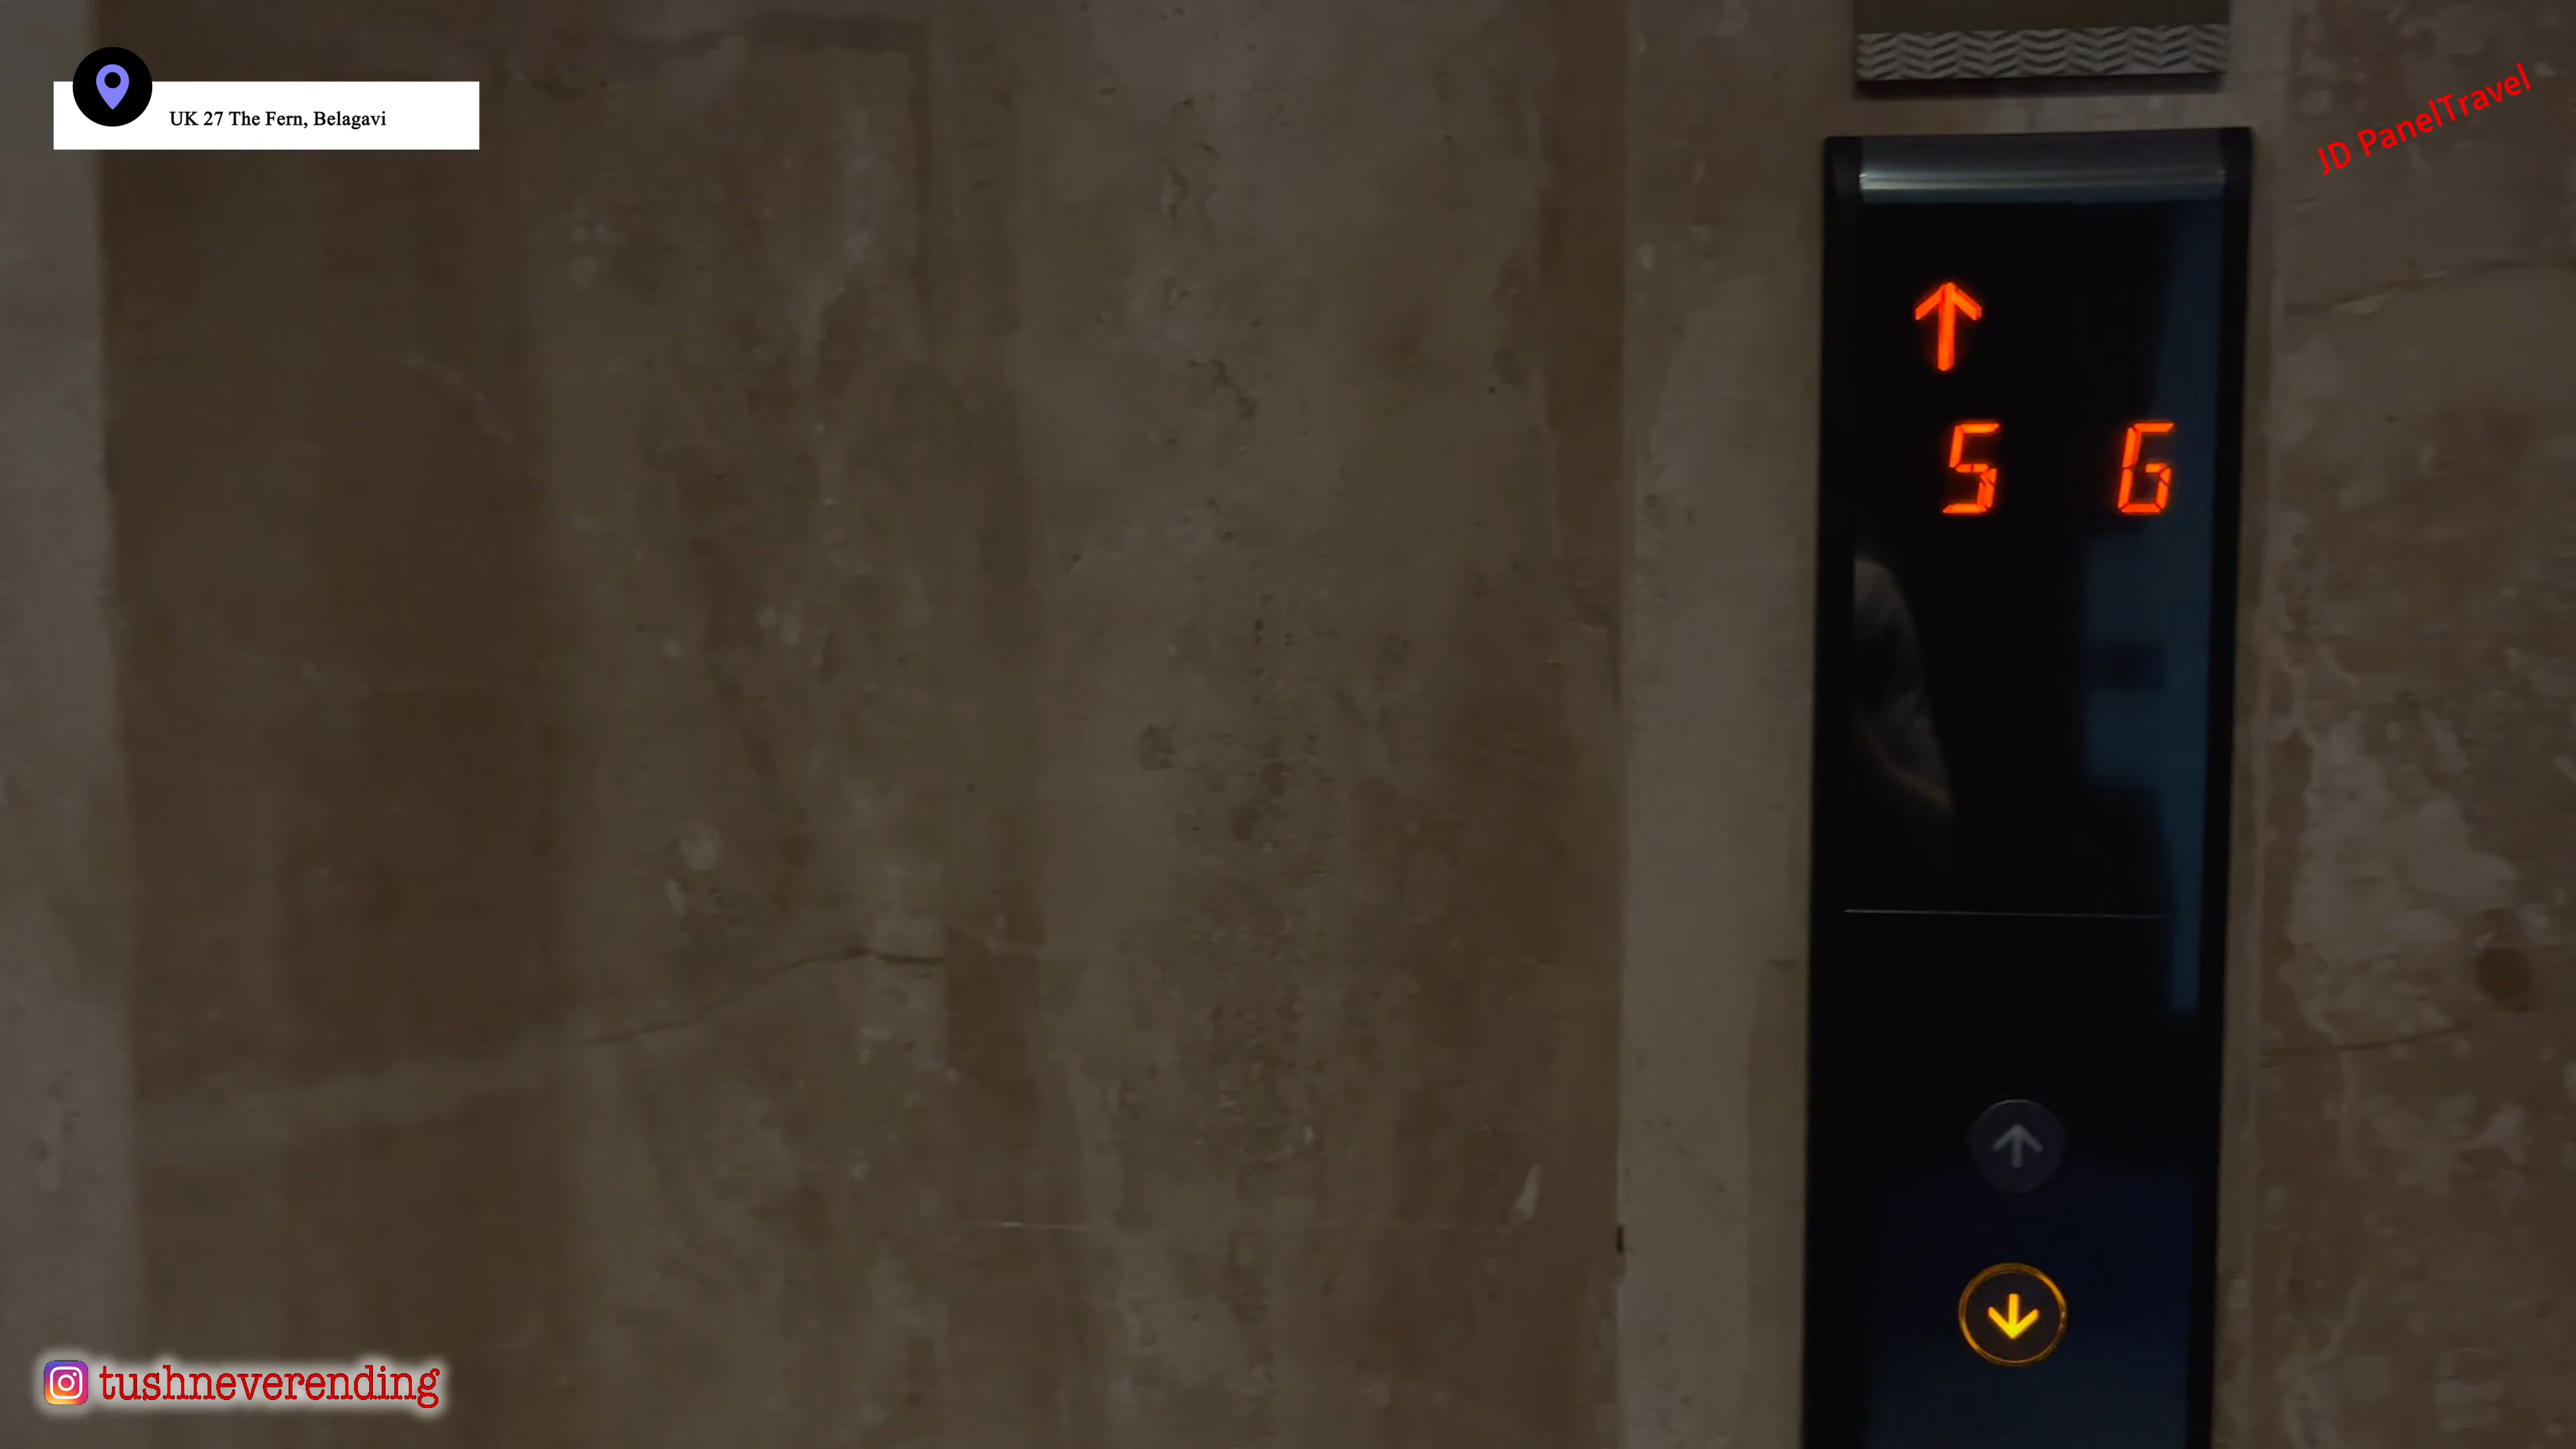 UK 27 The Fern, Belagavi
JD PanelTravel
↑
5 G
↑
↓
tushneverending